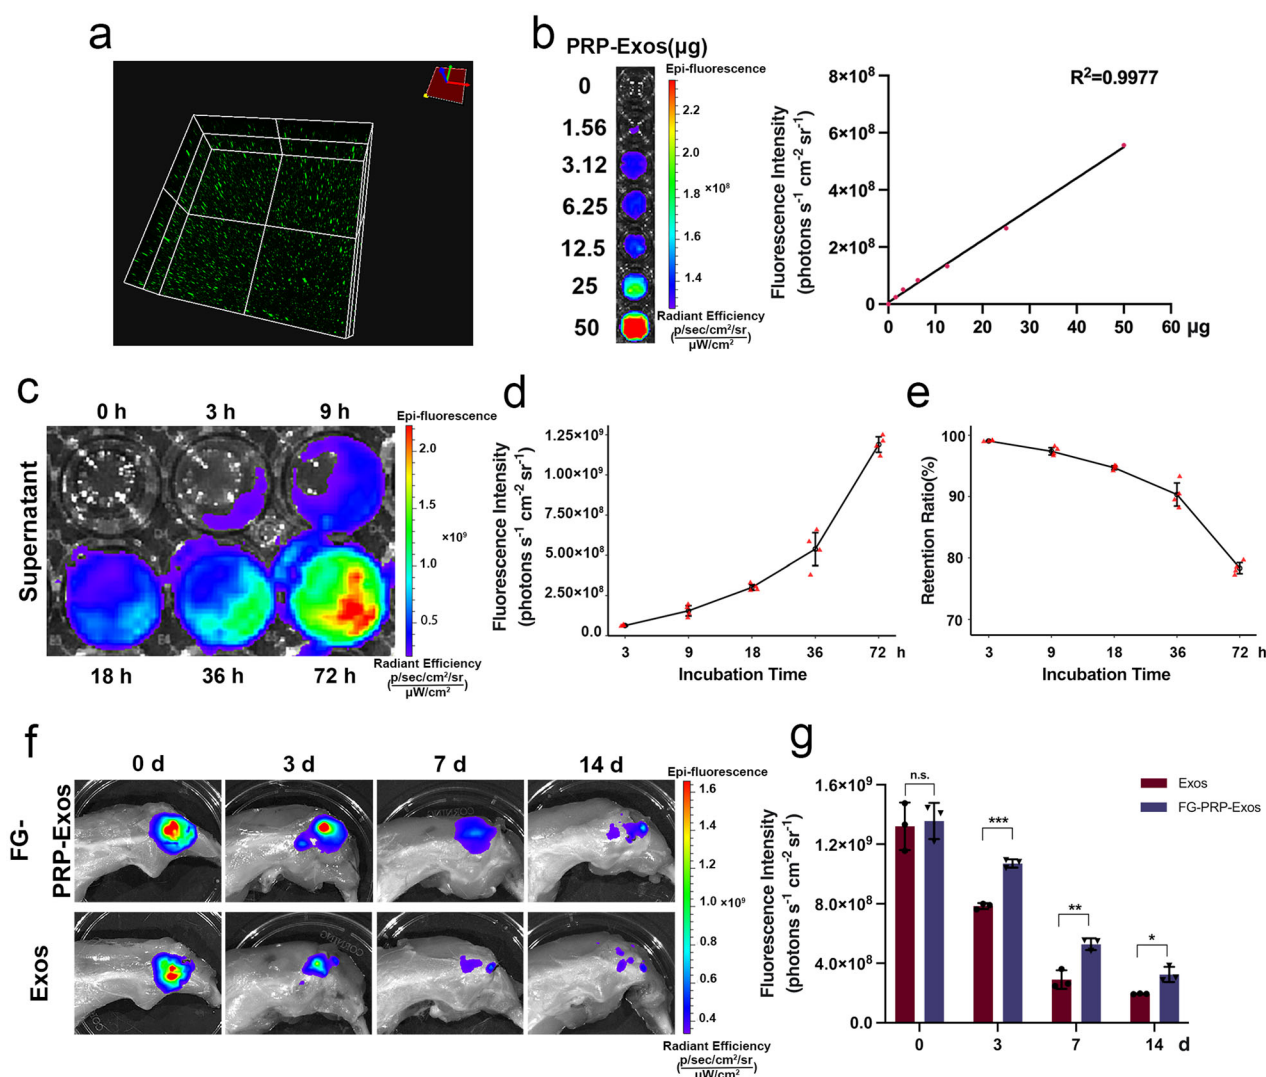 a
b
PRP-Exos(μg)
0
1.56
3.12
6.25
12.5
25
50
Epi-fluorescence
2.2
2.0
1.8
×10⁸
1.6
1.4
Radiant Efficiency
(p/sec/cm²/sr / μW/cm²)
Fluorescence Intensity
(photons s⁻¹ cm⁻² sr⁻¹)
8×10⁸
6×10⁸
4×10⁸
2×10⁸
0
R²=0.9977
0 10 20 30 40 50 60 μg
c
Supernatant
0 h 3 h 9 h
18 h 36 h 72 h
Epi-fluorescence
2.0
1.5
×10⁹
1.0
0.5
Radiant Efficiency
(p/sec/cm²/sr / μW/cm²)
d
Fluorescence Intensity
(photons s⁻¹ cm⁻² sr⁻¹)
1.25×10⁹
1.00×10⁹
7.50×10⁸
5.00×10⁸
2.50×10⁸
0.0
3 9 18 36 72 h
Incubation Time
e
Retention Ratio(%)
100
90
80
70
3 9 18 36 72 h
Incubation Time
f
0 d 3 d 7 d 14 d
FG-
PRP-Exos
Exos
Epi-fluorescence
1.6
1.4
1.2
1.0
×10⁹
0.8
0.6
0.4
Radiant Efficiency
(p/sec/cm²/sr / μW/cm²)
g
Fluorescence Intensity
(photons s⁻¹ cm⁻² sr⁻¹)
1.6×10⁹
1.2×10⁹
8.0×10⁸
4.0×10⁸
0.0
n.s.
***
**
*
Exos
FG-PRP-Exos
0 3 7 14 d